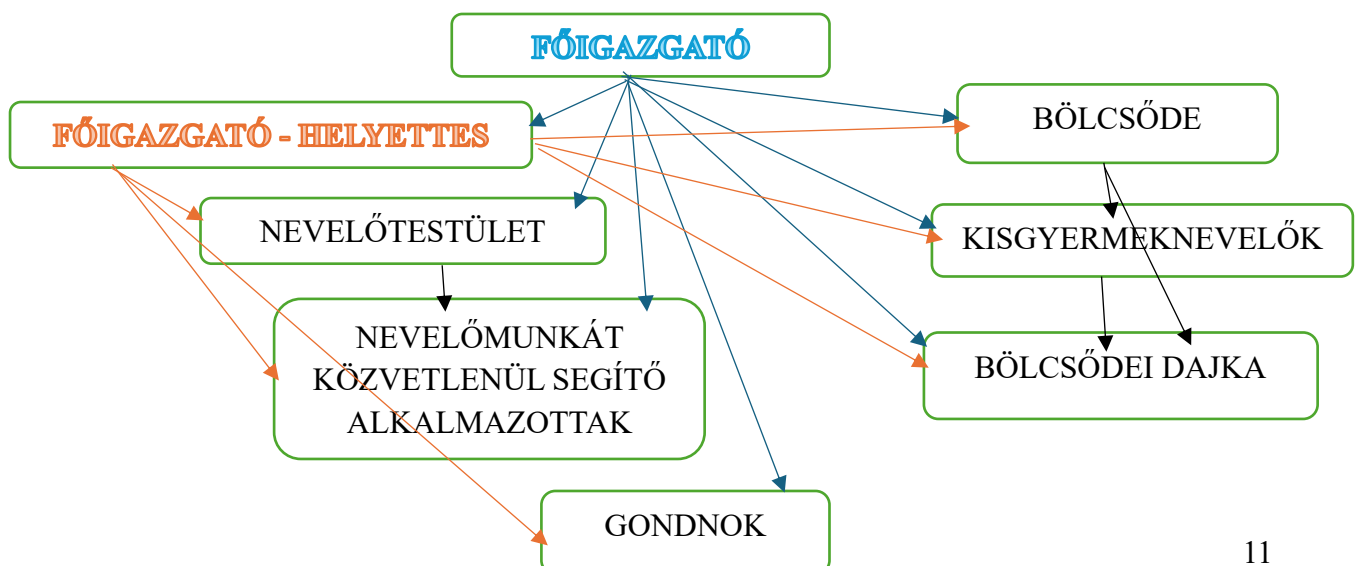 FŐIGAZGATÓ
FŐIGAZGATÓ - HELYETTES
BÖLCSŐDE
NEVELŐTESTÜLET
KISGYERMEKNEVELŐK
NEVELŐMUNKÁT
KÖZVETLENÜL SEGÍTŐ
ALKALMAZOTTAK
BÖLCSŐDEI DAJKA
GONDNOK
11